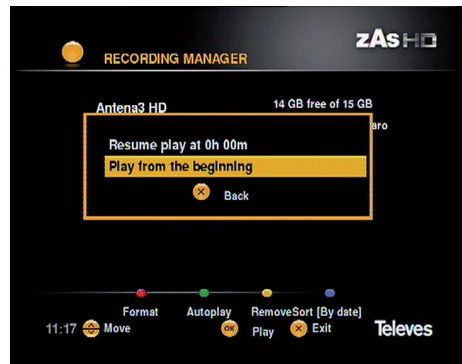 zAs HD
RECORDING MANAGER
Antena3 HD 14 GB free of 15 GB
aro
Resume play at 0h 00m
Play from the beginning
Back
Format Autoplay Remove Sort [By date]
11:17 Move OK Play Exit Televes